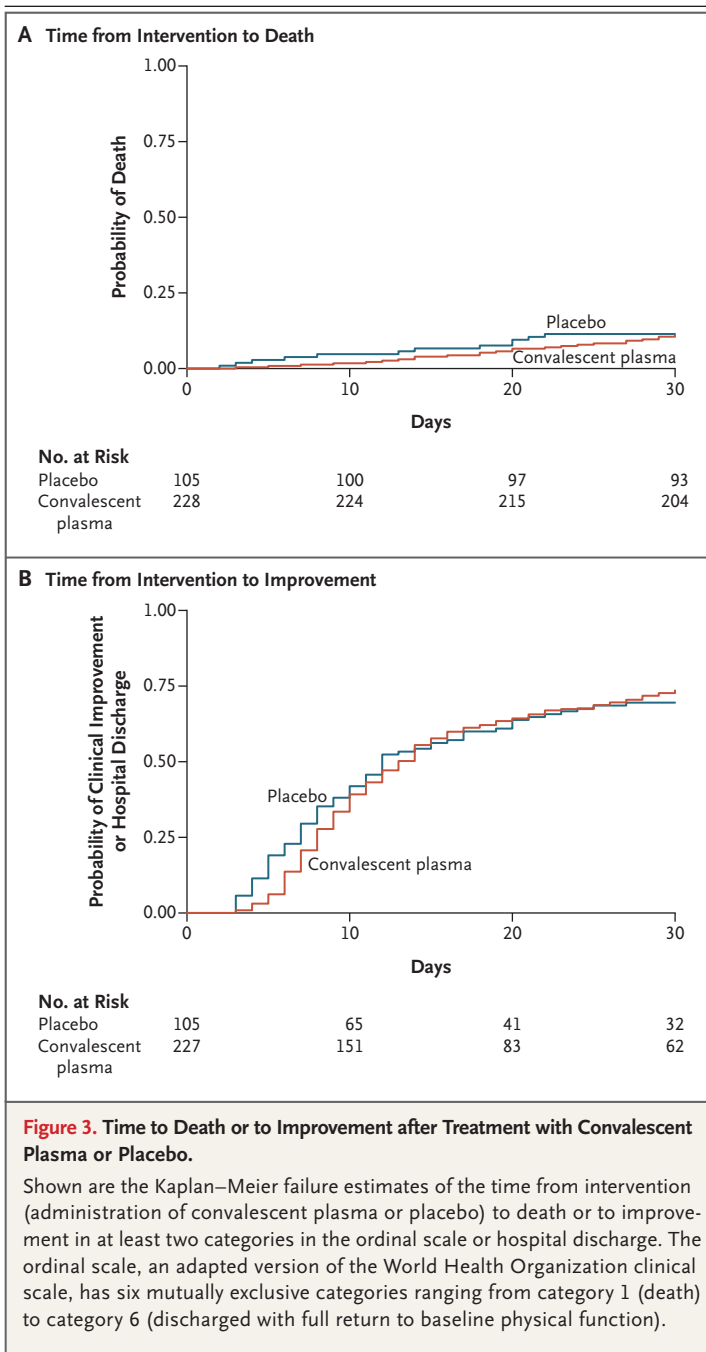 A Time from Intervention to Death
1.00
0.75
0.50
0.25
0.00
Probability of Death
Placebo
Convalescent plasma
0 10 20 30
Days
No. at Risk
Placebo 105 100 97 93
Convalescent 228 224 215 204
plasma
B Time from Intervention to Improvement
1.00
0.75
0.50
0.25
0.00
Probability of Clinical Improvement
or Hospital Discharge
Placebo
Convalescent plasma
0 10 20 30
Days
No. at Risk
Placebo 105 65 41 32
Convalescent 227 151 83 62
plasma
Figure 3. Time to Death or to Improvement after Treatment with Convalescent
Plasma or Placebo.
Shown are the Kaplan–Meier failure estimates of the time from intervention
(administration of convalescent plasma or placebo) to death or to improve-
ment in at least two categories in the ordinal scale or hospital discharge. The
ordinal scale, an adapted version of the World Health Organization clinical
scale, has six mutually exclusive categories ranging from category 1 (death)
to category 6 (discharged with full return to baseline physical function).